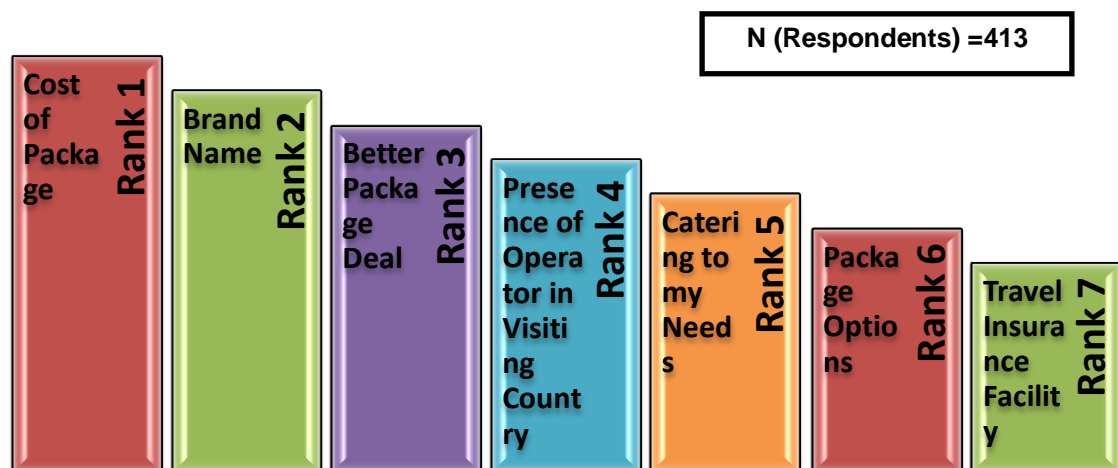 N (Respondents) =413
Cost
of
Packa
ge
Rank 1
Brand
Name
Rank 2
Better
Packa
ge
Deal
Rank 3
Prese
nce of
Opera
tor in
Visiti
ng
Count
ry
Rank 4
Cateri
ng to
my
Need
s
Rank 5
Packa
ge
Optio
ns
Rank 6
Travel
Insura
nce
Facilit
y
Rank 7